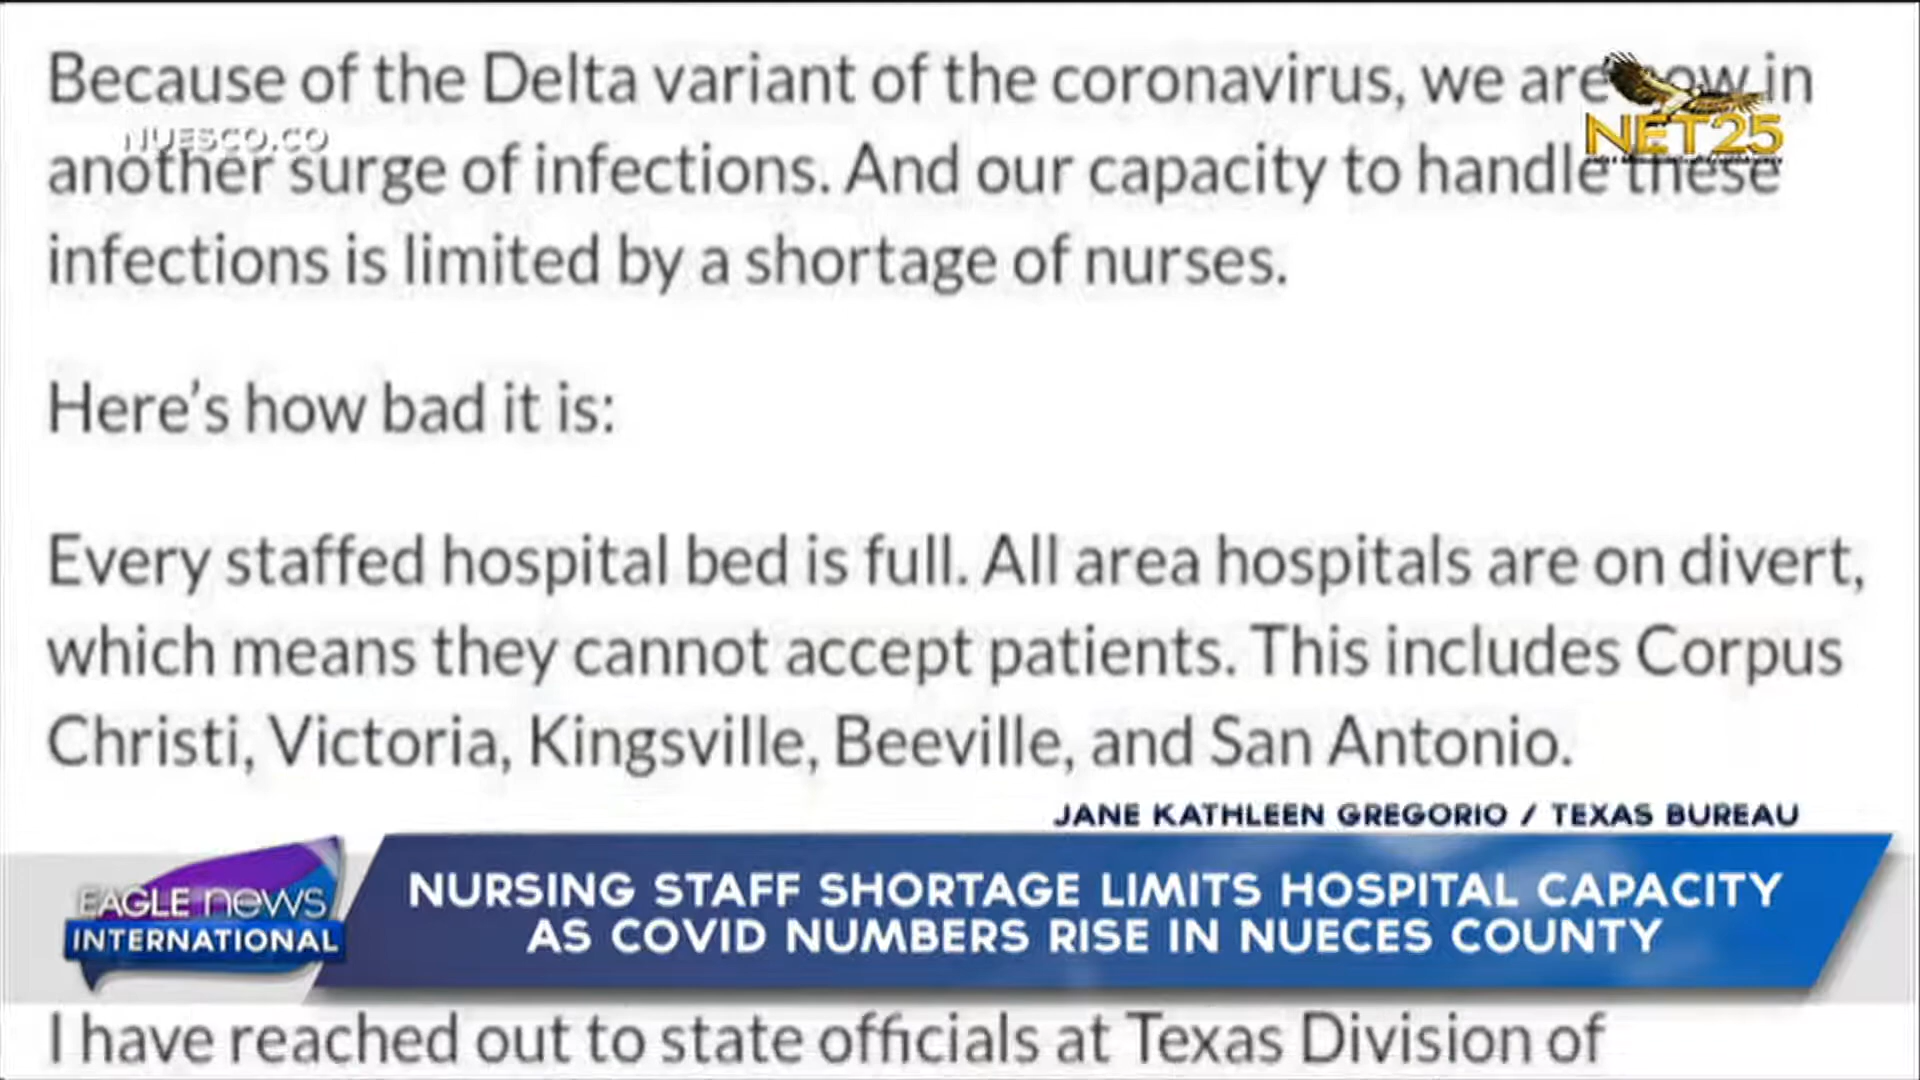 Because of the Delta variant of the coronavirus, we are now in
NET25
NUESCO.CO
another surge of infections. And our capacity to handle these
infections is limited by a shortage of nurses.
Here’s how bad it is:
Every staffed hospital bed is full. All area hospitals are on divert,
which means they cannot accept patients. This includes Corpus
Christi, Victoria, Kingsville, Beeville, and San Antonio.
JANE KATHLEEN GREGORIO / TEXAS BUREAU
EAGLE news
INTERNATIONAL
NURSING STAFF SHORTAGE LIMITS HOSPITAL CAPACITY
AS COVID NUMBERS RISE IN NUECES COUNTY
I have reached out to state officials at Texas Division of